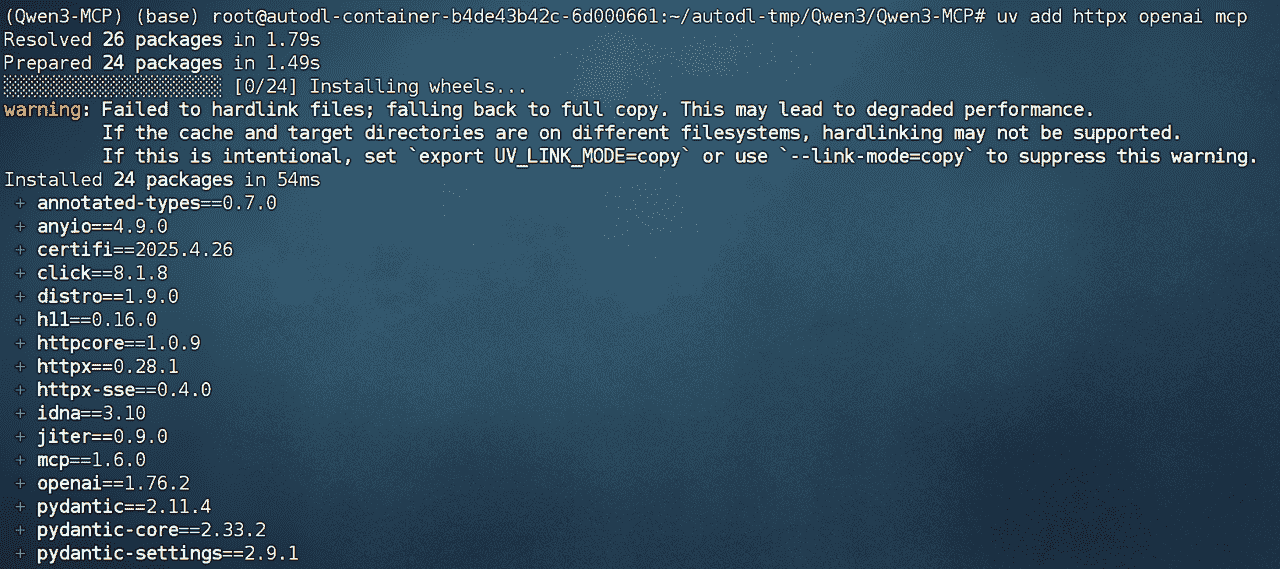 (Qwen3-MCP) (base) root@autodl-container-b4de43b42c-6d000661:~/autodl-tmp/Qwen3/Qwen3-MCP# uv add httpx openai mcp
Resolved 26 packages in 1.79s
Prepared 24 packages in 1.49s
░░░░░░░░░░░░░░░░░░░░ [0/24] Installing wheels...
warning: Failed to hardlink files; falling back to full copy. This may lead to degraded performance.
If the cache and target directories are on different filesystems, hardlinking may not be supported.
If this is intentional, set `export UV_LINK_MODE=copy` or use `--link-mode=copy` to suppress this warning.
Installed 24 packages in 54ms
+ annotated-types==0.7.0
+ anyio==4.9.0
+ certifi==2025.4.26
+ click==8.1.8
+ distro==1.9.0
+ h11==0.16.0
+ httpcore==1.0.9
+ httpx==0.28.1
+ httpx-sse==0.4.0
+ idna==3.10
+ jiter==0.9.0
+ mcp==1.6.0
+ openai==1.76.2
+ pydantic==2.11.4
+ pydantic-core==2.33.2
+ pydantic-settings==2.9.1